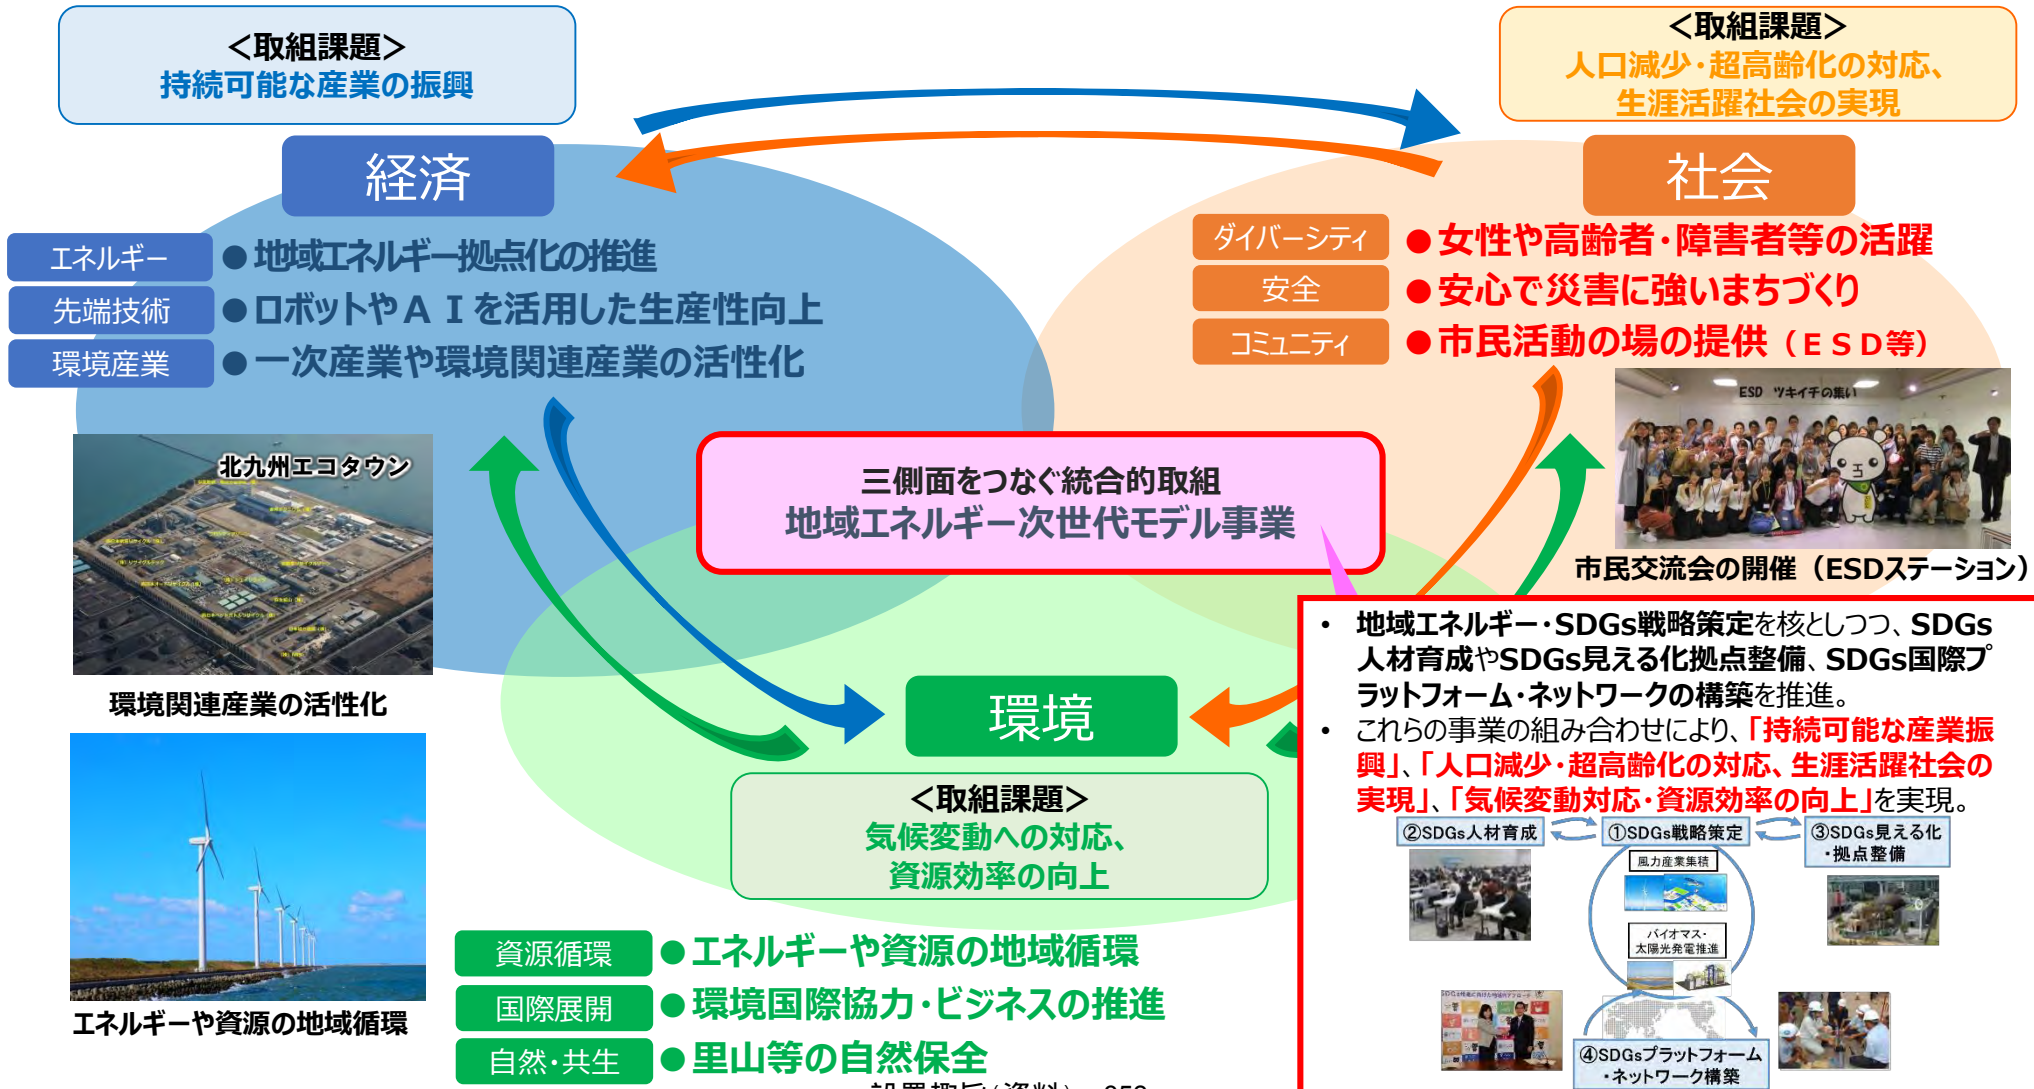 ＜取組課題＞
持続可能な産業の振興
経済
エネルギー ●地域エネルギー拠点化の推進
先端技術 ●ロボットやＡＩを活用した生産性向上
環境産業 ●一次産業や環境関連産業の活性化
＜取組課題＞
人口減少・超高齢化の対応、
生涯活躍社会の実現
社会
ダイバーシティ ●女性や高齢者・障害者等の活躍
安全 ●安心で災害に強いまちづくり
コミュニティ ●市民活動の場の提供（ＥＳＤ等）
ESD ツキイチの集い
市民交流会の開催（ESDステーション）
三側面をつなぐ統合的取組
地域エネルギー次世代モデル事業
北九州エコタウン
環境関連産業の活性化
エネルギーや資源の地域循環
環境
＜取組課題＞
気候変動への対応、
資源効率の向上
資源循環 ●エネルギーや資源の地域循環
国際展開 ●環境国際協力・ビジネスの推進
自然・共生 ●里山等の自然保全
• 地域エネルギー・SDGs戦略策定を核としつつ、SDGs
人材育成やSDGs見える化拠点整備、SDGs国際プ
ラットフォーム・ネットワークの構築を推進。
• これらの事業の組み合わせにより、「持続可能な産業振
興」、「人口減少・超高齢化の対応、生涯活躍社会の
実現」、「気候変動対応・資源効率の向上」を実現。
②SDGs人材育成
①SDGs戦略策定
③SDGs見える化
・拠点整備
風力産業集積
バイオマス・
太陽光発電推進
④SDGsプラットフォーム
・ネットワーク構築